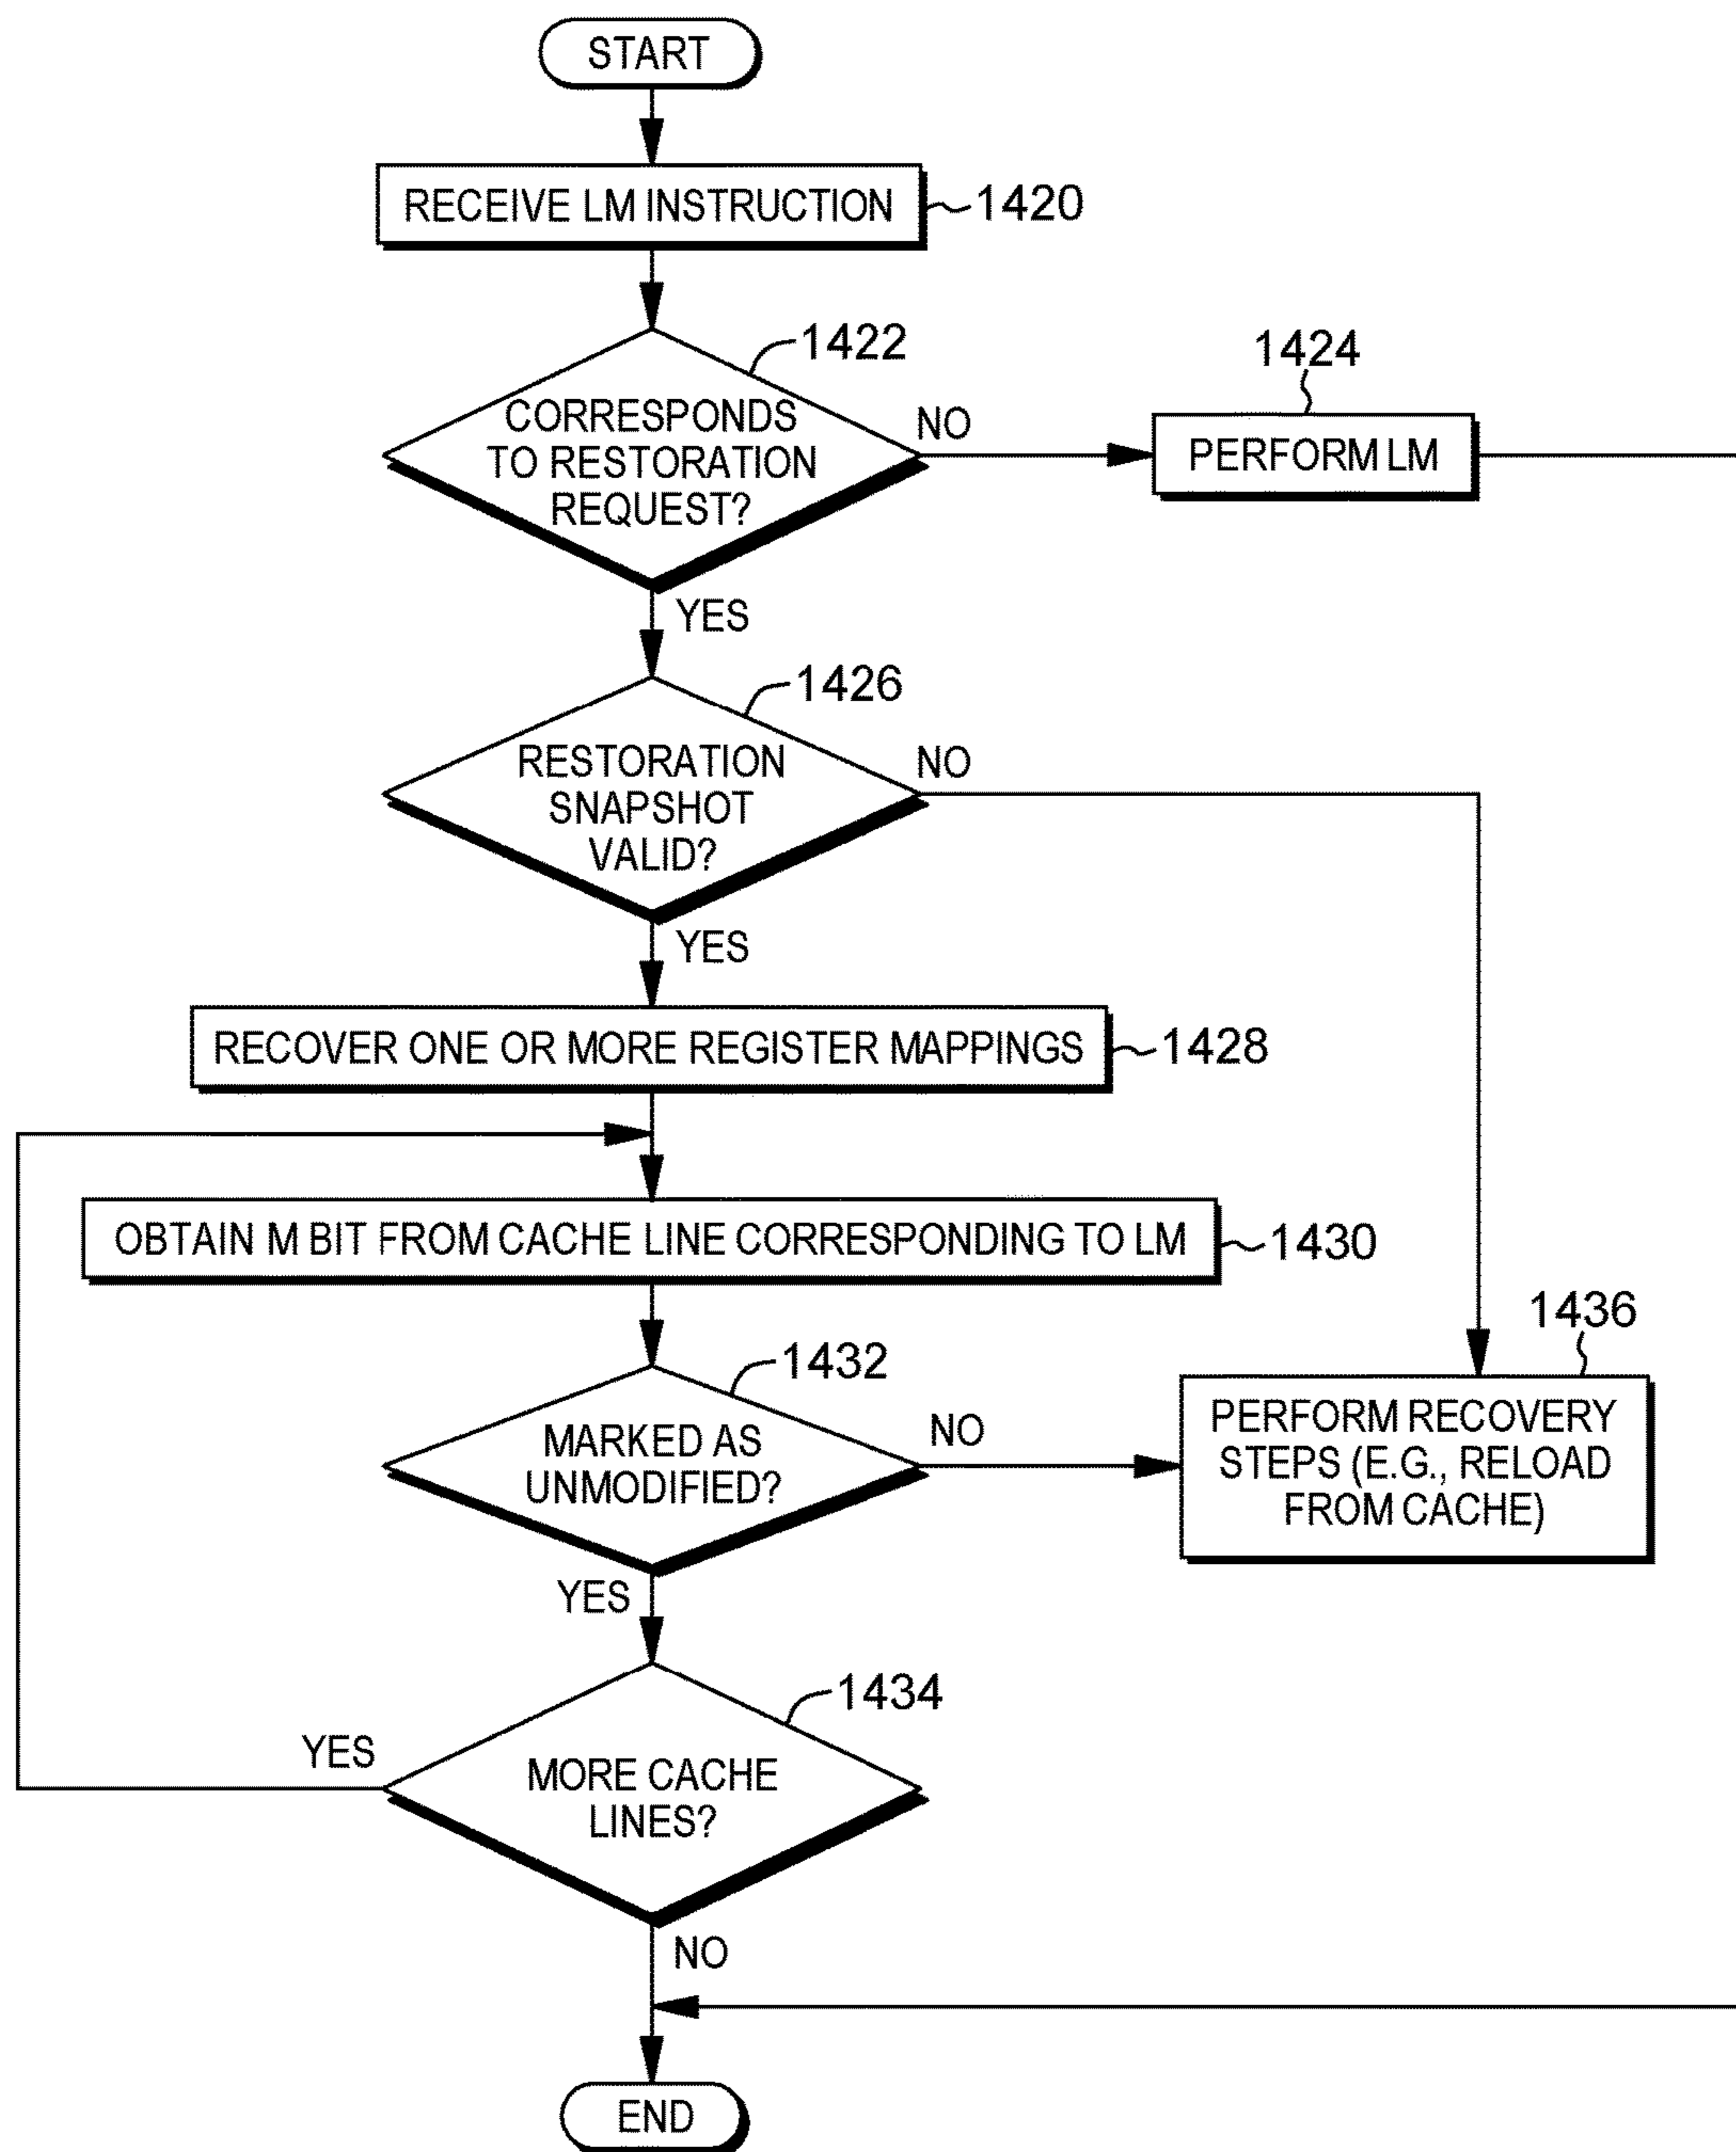 START
RECEIVE LM INSTRUCTION
1420
1422
CORRESPONDS
TO RESTORATION
REQUEST?
NO
1424
PERFORM LM
YES
1426
RESTORATION
SNAPSHOT
VALID?
NO
YES
RECOVER ONE OR MORE REGISTER MAPPINGS
1428
OBTAIN M BIT FROM CACHE LINE CORRESPONDING TO LM
1430
1432
MARKED AS
UNMODIFIED?
NO
1436
PERFORM RECOVERY
STEPS (E.G., RELOAD
FROM CACHE)
YES
1434
MORE CACHE
LINES?
YES
NO
END